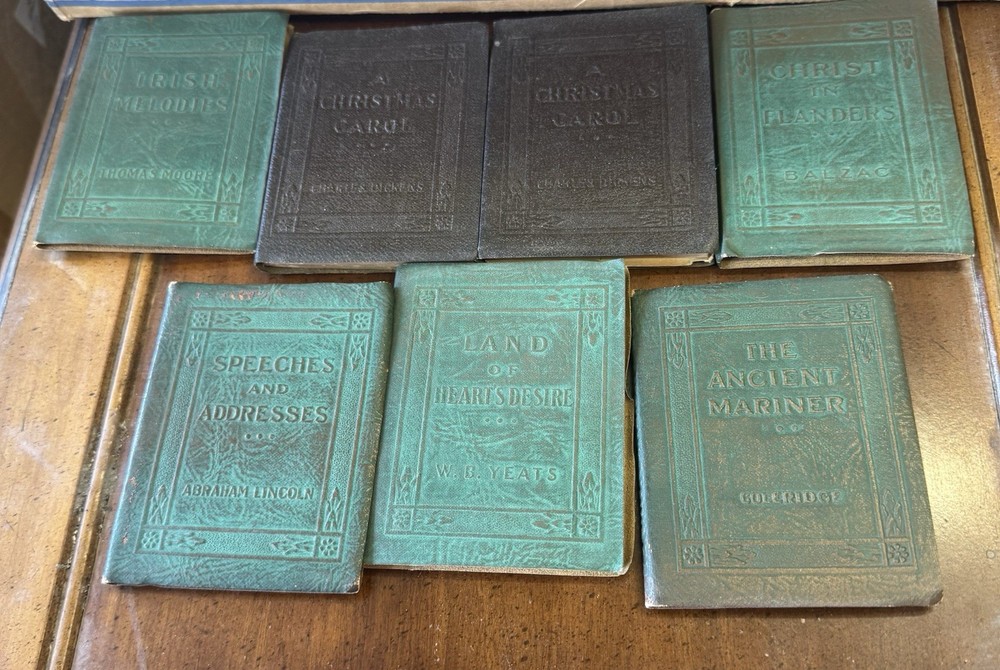 IRISH
MELODIES
THOMAS MOORE
A
CHRISTMAS
CAROL
CHARLES DICKENS
A
CHRISTMAS
CAROL
CHARLES DICKENS
CHRIST
IN
FLANDERS
BALZAC
SPEECHES
AND
ADDRESSES
ABRAHAM LINCOLN
LAND
OF
HEART'S DESIRE
W. B. YEATS
THE
ANCIENT
MARINER
COLERIDGE